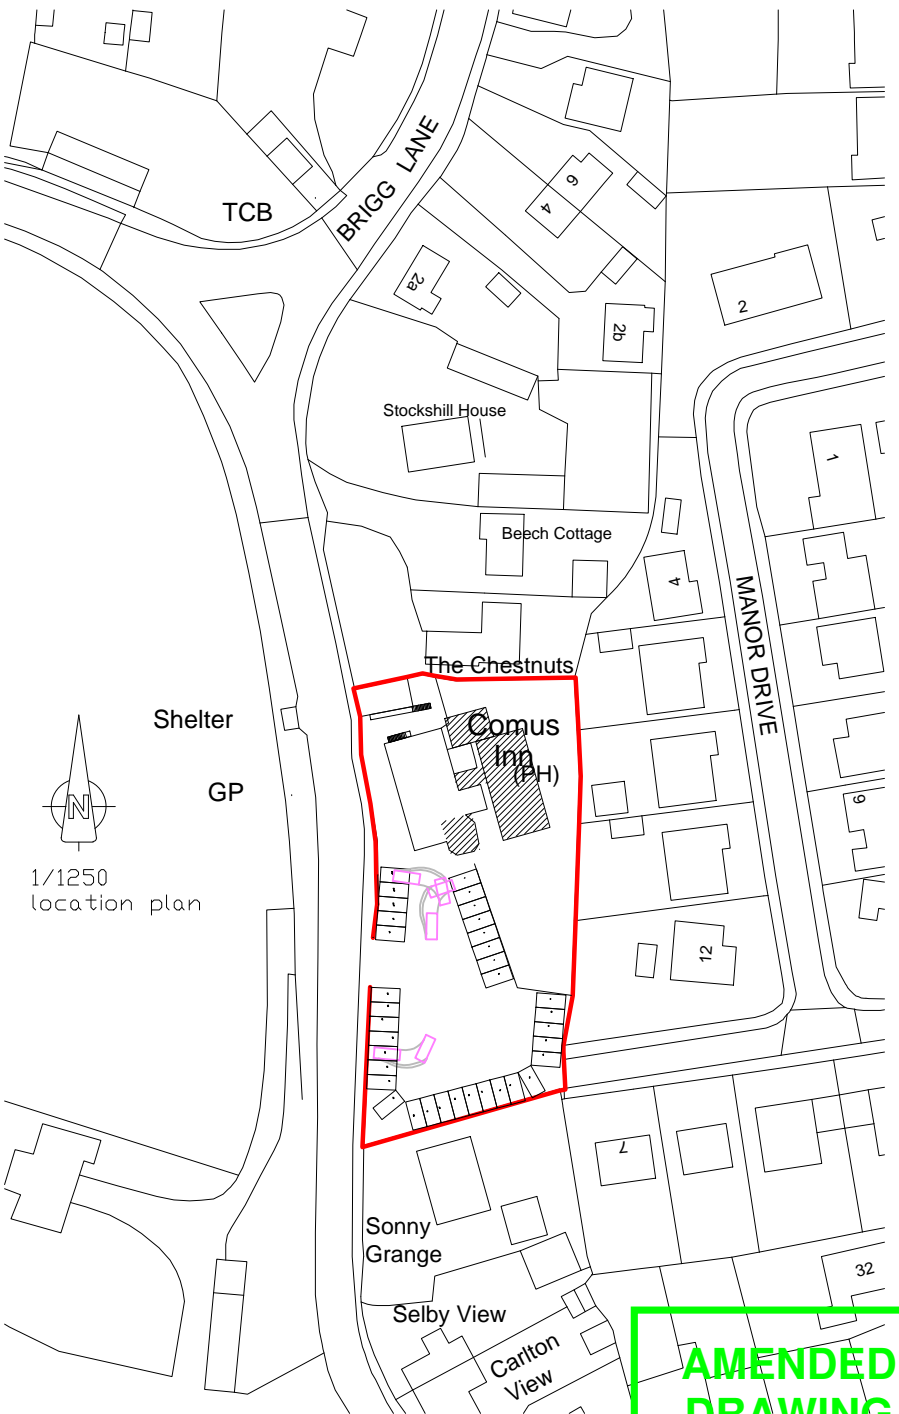 TCB
BRIGG LANE
6
4
2a
2b
2
Stockshill House
1
Beech Cottage
4
MANOR DRIVE
The Chestnuts
Shelter
Comus
Inn
(PH)
GP
N
9
1/1250
location plan
12
7
Sonny
Grange
32
Selby View
Carlton
View
AMENDED
DRAWING